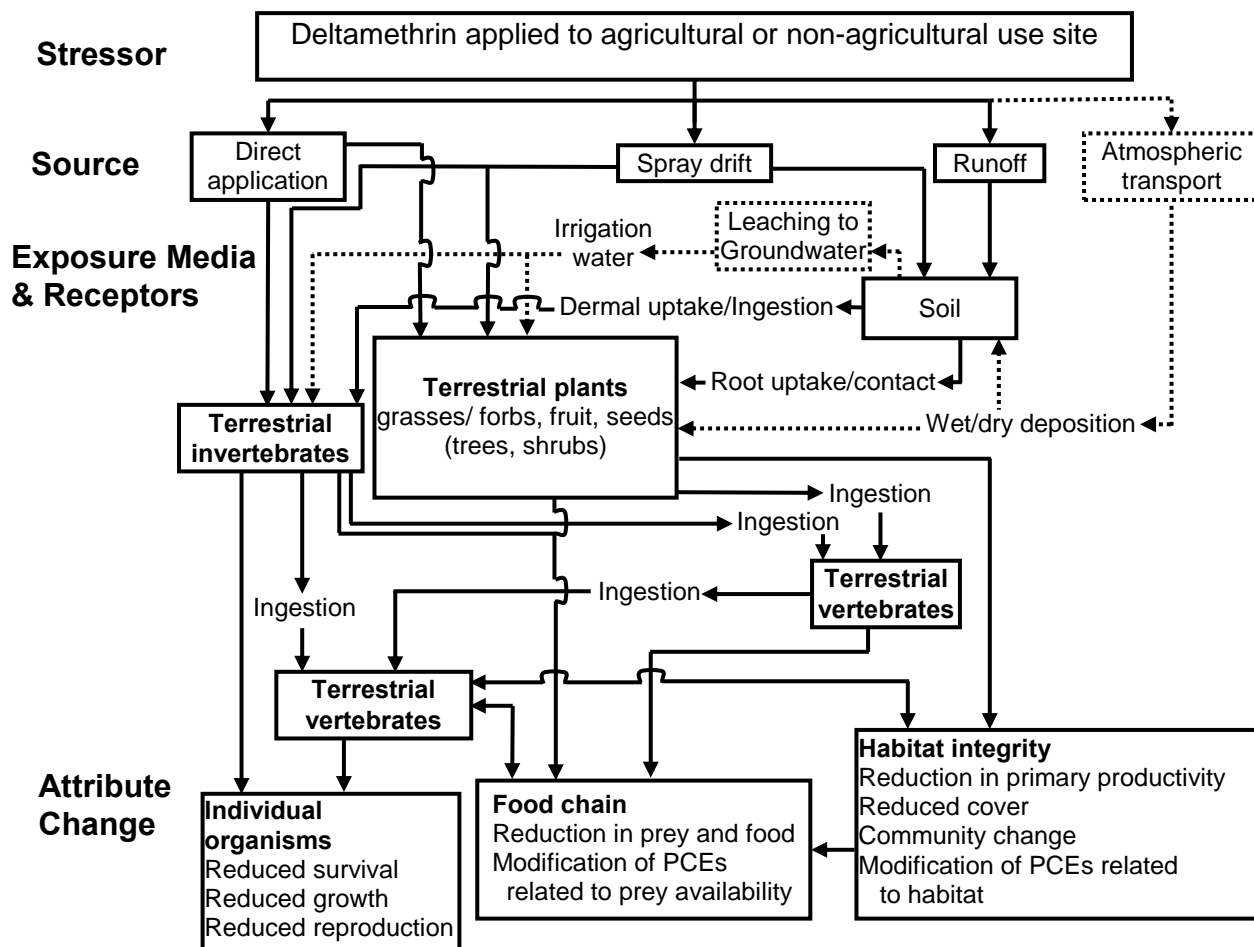 Stressor
Deltamethrin applied to agricultural or non-agricultural use site
Source
Direct
application
Spray drift
Runoff
Atmospheric
transport
Exposure Media
& Receptors
Irrigation
water
Leaching to
Groundwater
Dermal uptake/Ingestion
Soil
Terrestrial plants
grasses/ forbs, fruit, seeds
(trees, shrubs)
Root uptake/contact
Wet/dry deposition
Terrestrial
invertebrates
Ingestion
Ingestion
Terrestrial
vertebrates
Ingestion
Ingestion
Terrestrial
vertebrates
Attribute
Change
Individual
organisms
Reduced survival
Reduced growth
Reduced reproduction
Food chain
Reduction in prey and food
Modification of PCEs
related to prey availability
Habitat integrity
Reduction in primary productivity
Reduced cover
Community change
Modification of PCEs related
to habitat